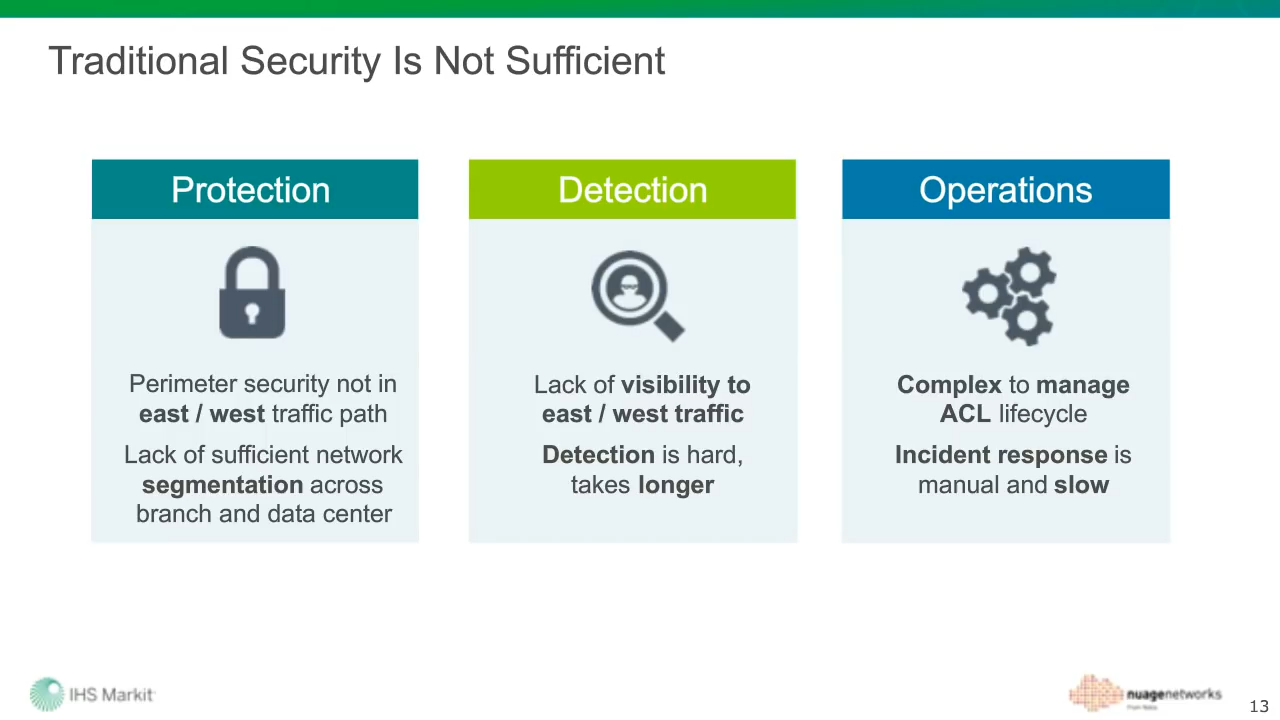 Traditional Security Is Not Sufficient
Protection
Perimeter security not in
east / west traffic path
Lack of sufficient network
segmentation across
branch and data center
Detection
Lack of visibility to
east / west traffic
Detection is hard,
takes longer
Operations
Complex to manage
ACL lifecycle
Incident response is
manual and slow
IHS Markit
nuagenetworks
From Nokia
13